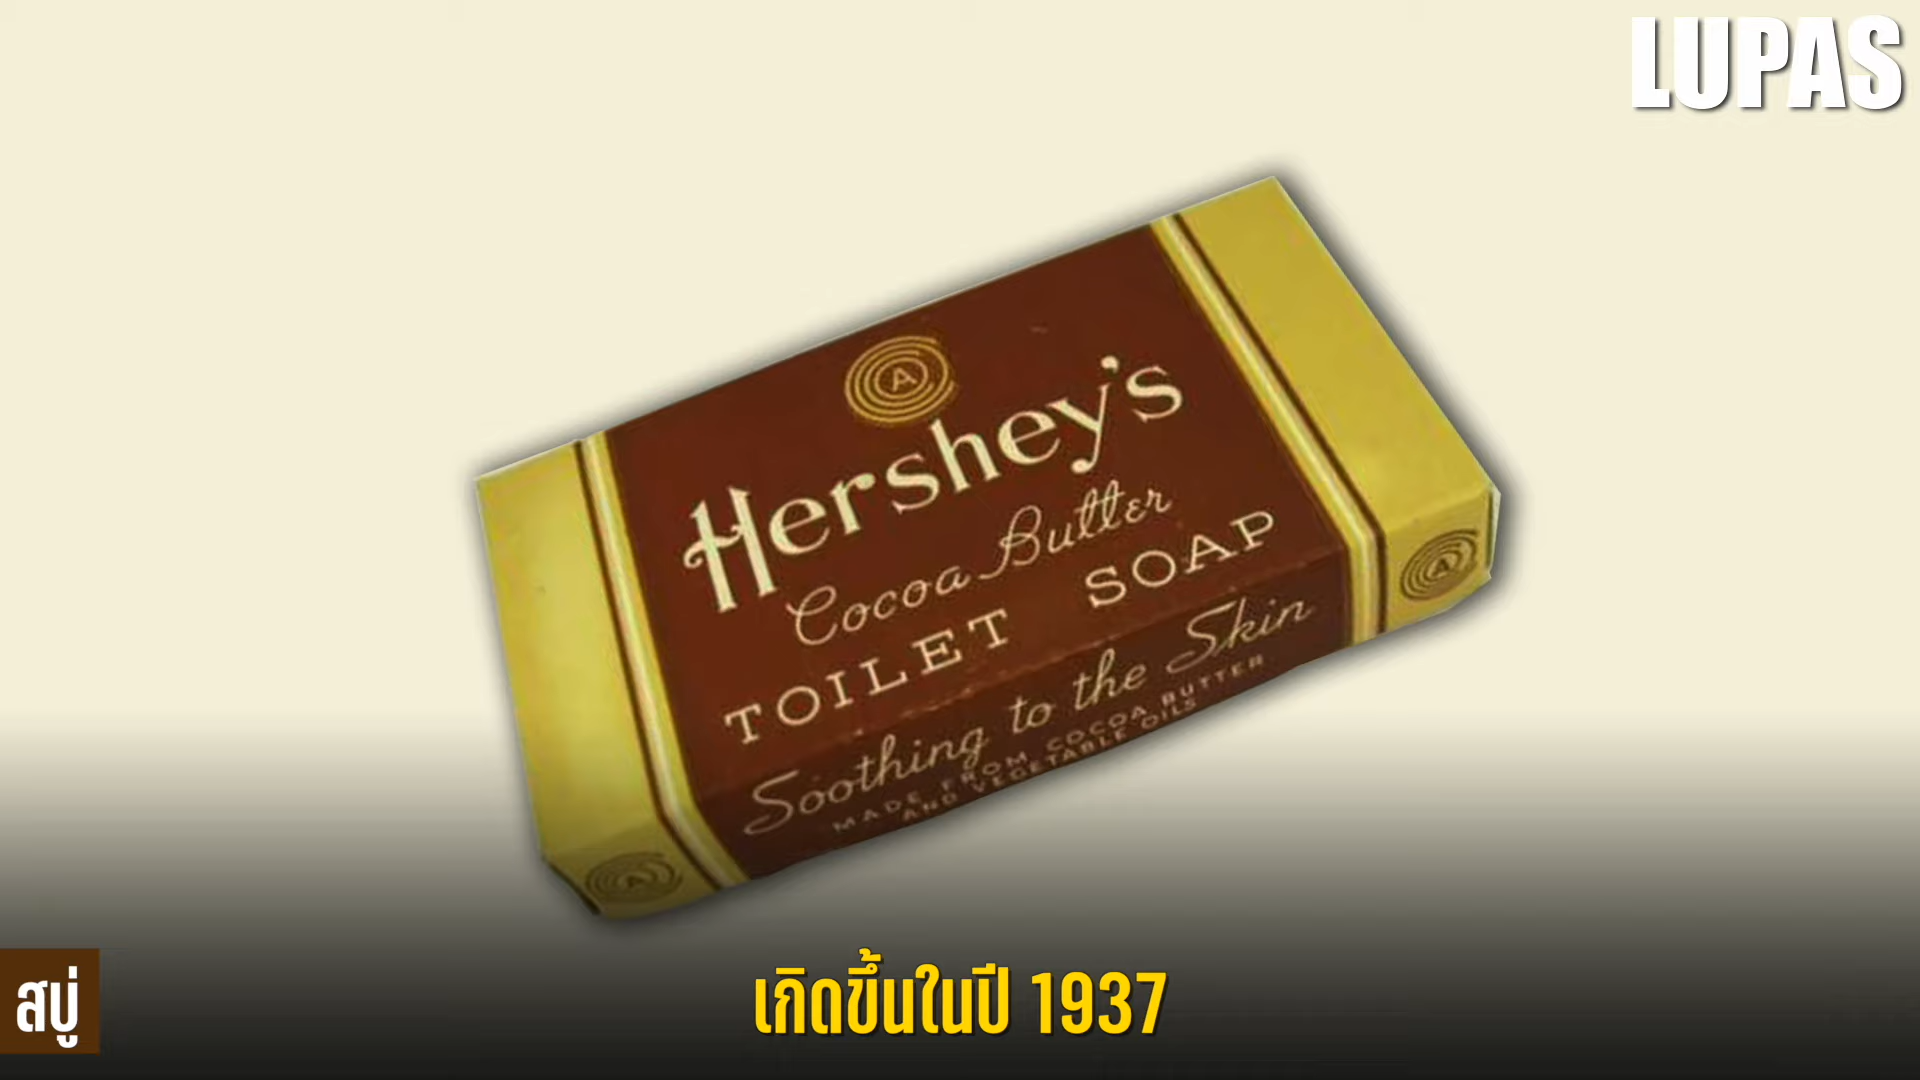 LUPAS
A
Hershey's
Cocoa Butter
TOILET SOAP
Soothing to the Skin
MADE FROM COCOA BUTTER
AND VEGETABLE OILS
A
A
สบู่
เกิดขึ้นในปี 1937